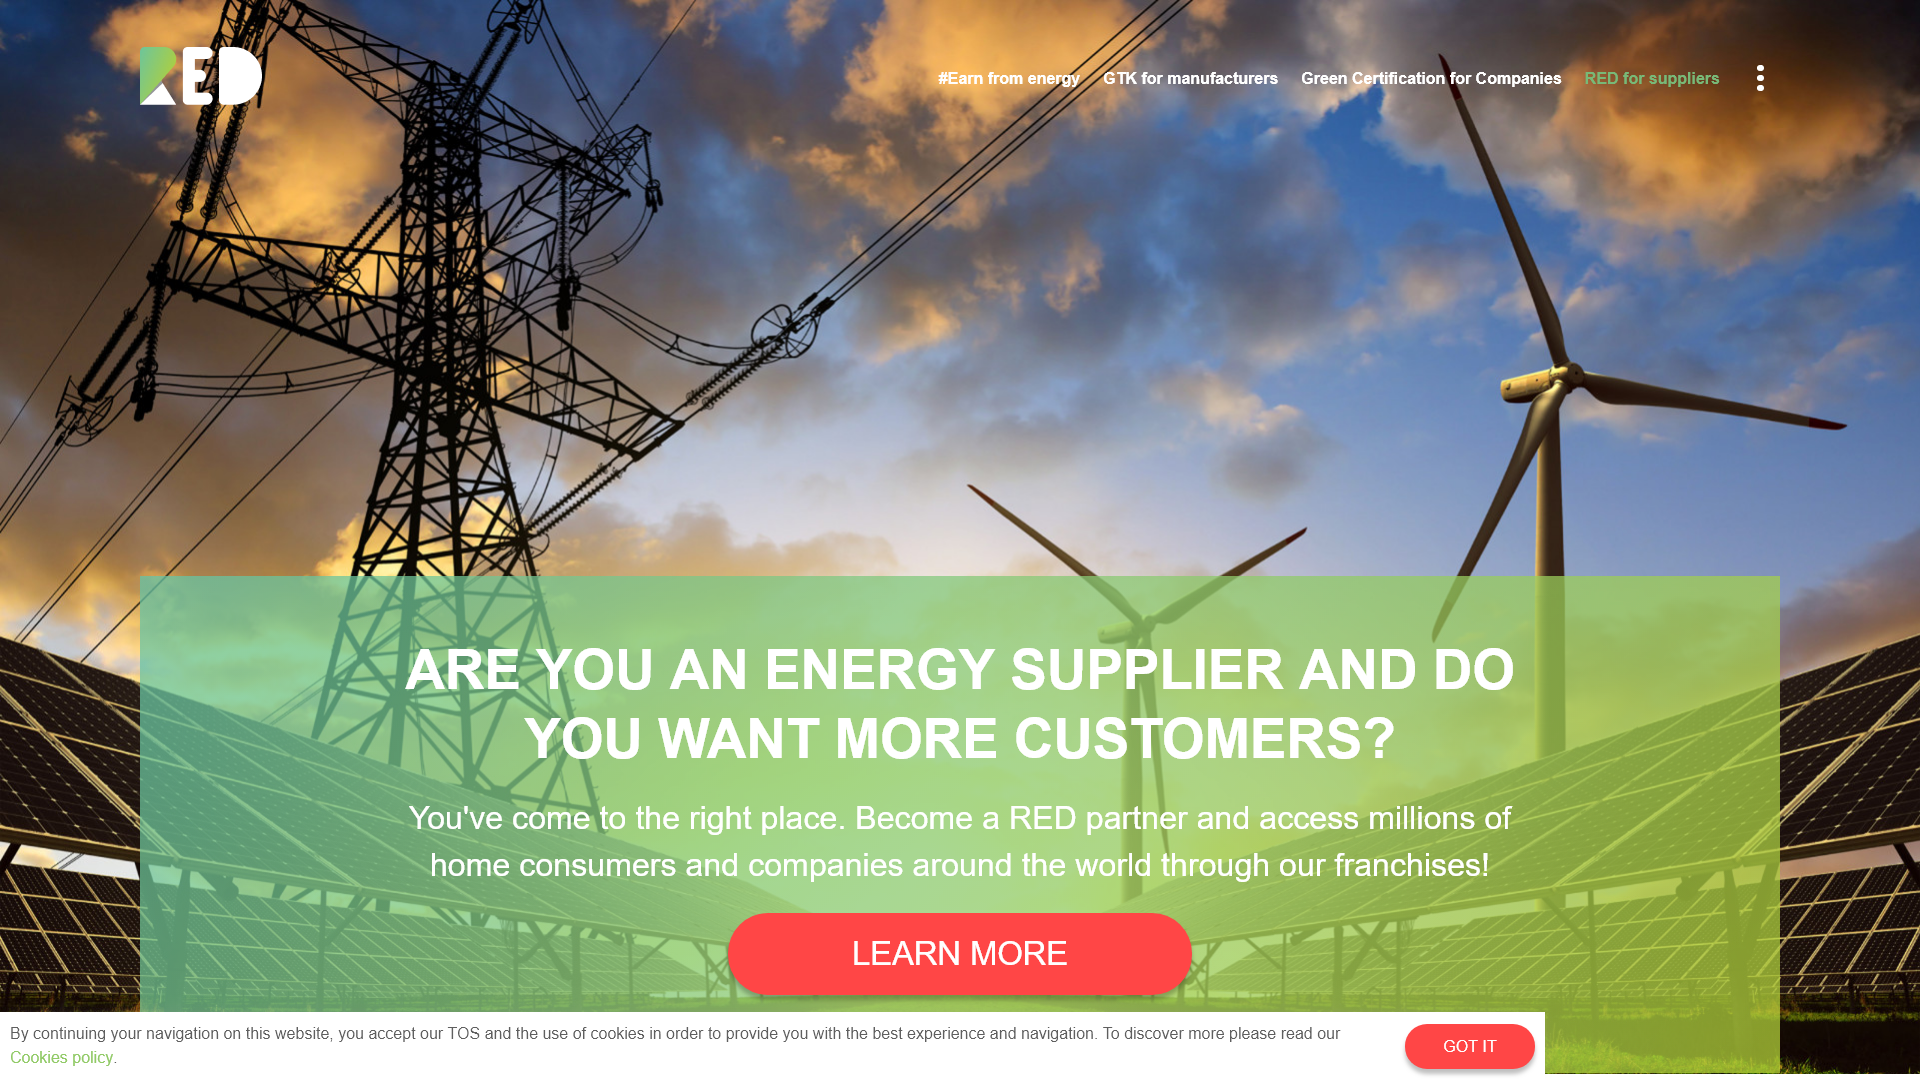 RED
#Earn from energy GTK for manufacturers Green Certification for Companies RED for suppliers
ARE YOU AN ENERGY SUPPLIER AND DO
YOU WANT MORE CUSTOMERS?
You've come to the right place. Become a RED partner and access millions of
home consumers and companies around the world through our franchises!
LEARN MORE
By continuing your navigation on this website, you accept our TOS and the use of cookies in order to provide you with the best experience and navigation. To discover more please read our
Cookies policy.
GOT IT